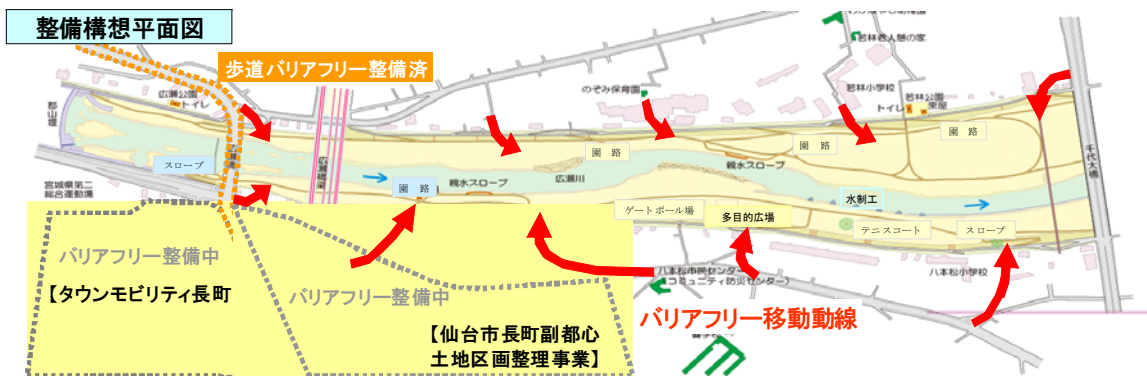 整備構想平面図
歩道バリアフリー整備済
広瀬公園
トイレ
のぞみ保育園
若林老人憩の家
若林小学校
若林公園
トイレ
東屋
郡山堰
広瀬橋
広瀬橋梁
千代大橋
スロープ
園 路
園 路
園 路
園 路
親水スロープ
広瀬川
親水スロープ
水制工
宮城県第二
総合運動場
ゲートボール場
多目的広場
テニスコート
スロープ
八本松小学校
八本松市民センター
(コミュニティ防災センター)
バリアフリー整備中
【タウンモビリティ長町
バリアフリー整備中
【仙台市長町副都心
土地区画整理事業】
バリアフリー移動動線